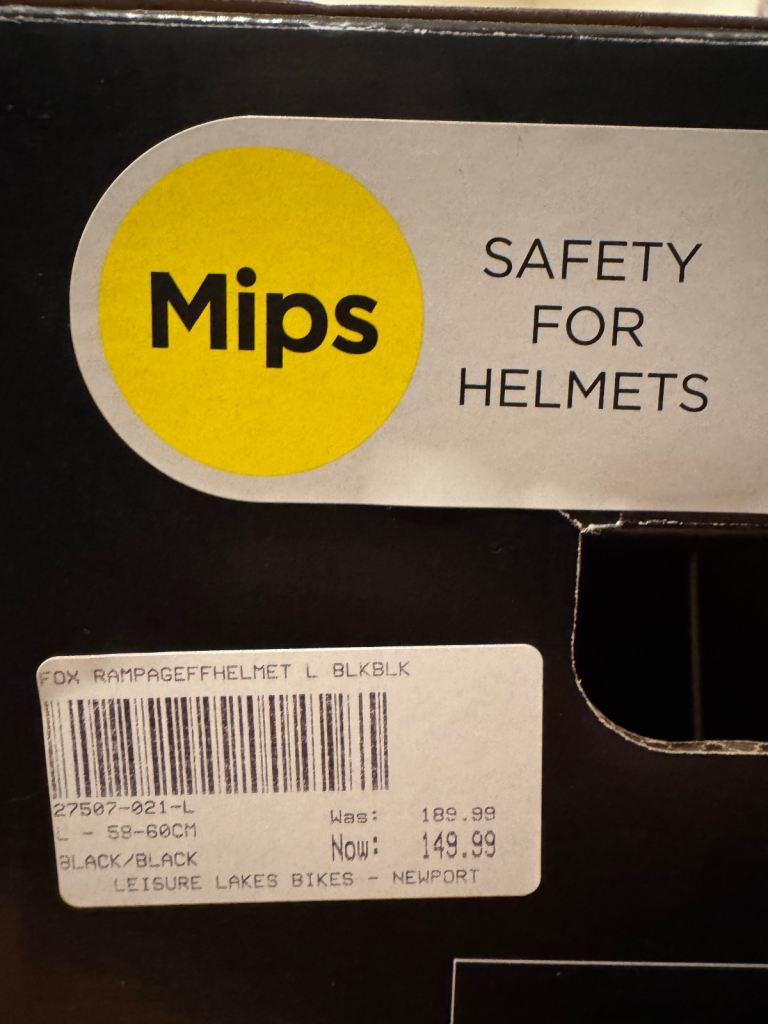 Mips
SAFETY
FOR
HELMETS
FOX RAMPAGEFFHELMET L BLKBLK
27507-021-L
L - 59-60CM
BLACK/BLACK
Was: 189.99
Now: 149.99
LEISURE LAKES BIKES - NEWPORT